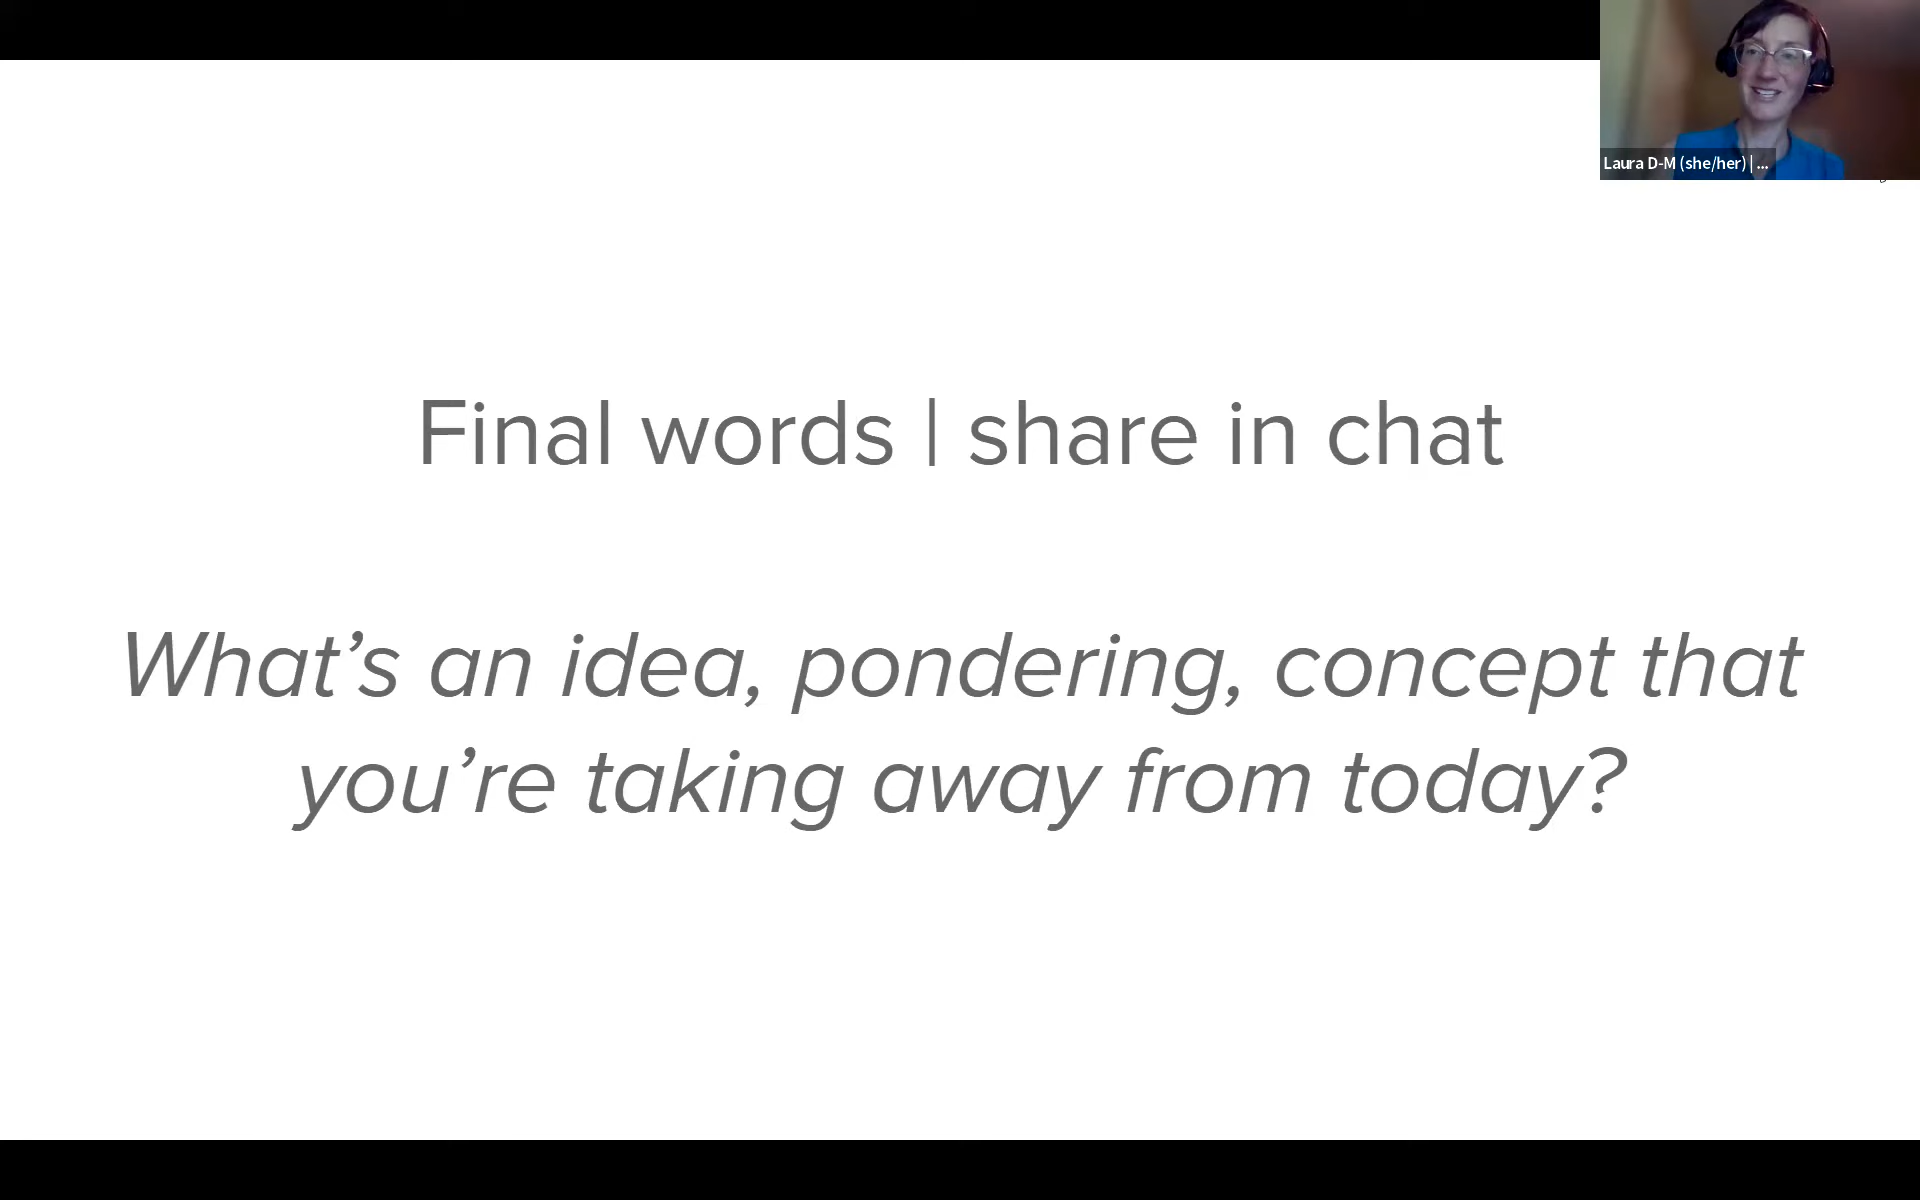 Laura D-M (she/her) | ...
Final words | share in chat
What’s an idea, pondering, concept that
you’re taking away from today?